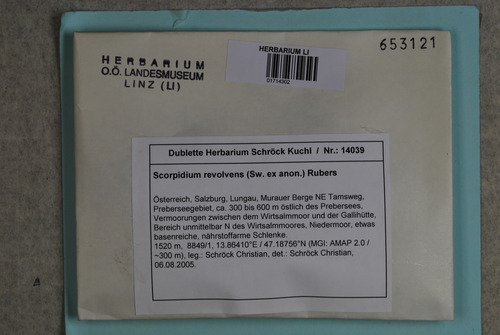 653121
HERBARIUM
O.Ö. LANDESMUSEUM
LINZ (LI)
HERBARIUM LI
01714302
Dublette Herbarium Schröck Kuchl / Nr.: 14039
Scorpidium revolvens (Sw. ex anon.) Rubers
Österreich, Salzburg, Lungau, Murauer Berge NE Tamsweg,
Preberseegebiet, ca. 300 bis 600 m östlich des Prebersees,
Vermoorungen zwischen dem Wirtsalmmoor und der Gallihütte,
Bereich unmittelbar N des Wirtsalmmoores, Niedermoor, etwas
basenreiche, nährstoffarme Schlenke.
1520 m, 8849/1, 13.86410°E / 47.18756°N (MGI: AMAP 2.0 /
~300 m), leg.: Schröck Christian, det.: Schröck Christian,
06.08.2005.